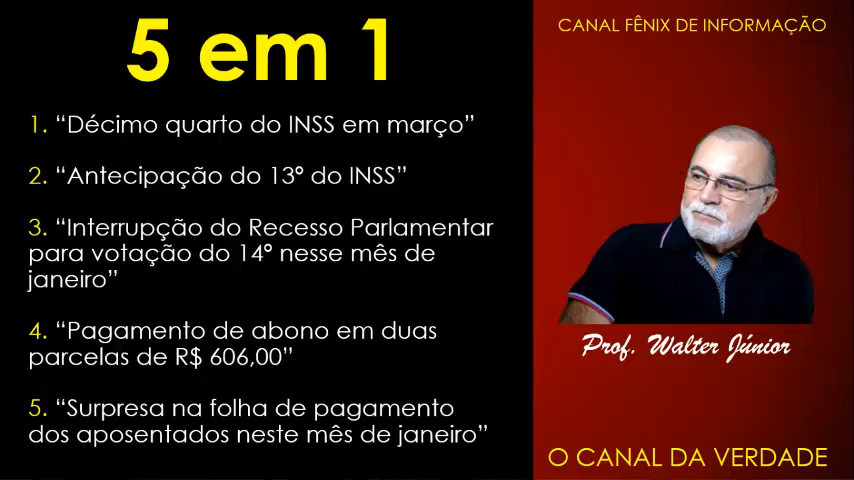 5 em 1
1. “Décimo quarto do INSS em março”
2. “Antecipação do 13º do INSS”
3. “Interrupção do Recesso Parlamentar
para votação do 14º nesse mês de
janeiro”
4. “Pagamento de abono em duas
parcelas de R$ 606,00”
5. “Surpresa na folha de pagamento
dos aposentados neste mês de janeiro”
CANAL FÊNIX DE INFORMAÇÃO
Prof. Walter Júnior
O CANAL DA VERDADE